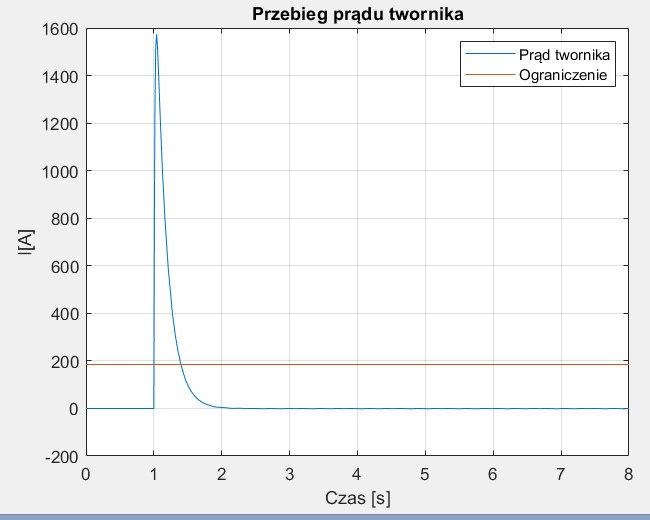 Przebieg prądu twornika
Prąd twornika
Ograniczenie
I[A]
1600
1400
1200
1000
800
600
400
200
0
-200
0 1 2 3 4 5 6 7 8
Czas [s]